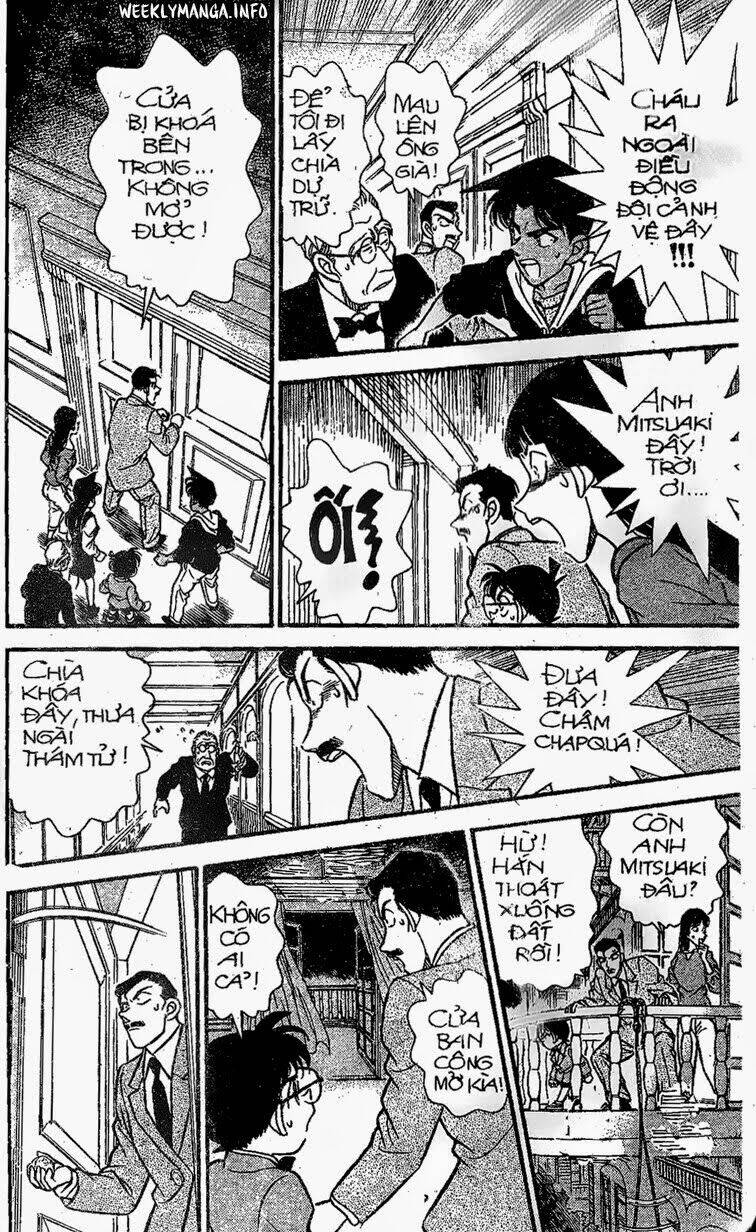 WEEKLYMANGA.INFO
CỬA
BỊ KHOÁ
BÊN
TRONG...
KHÔNG
MỞ
ĐƯỢC!
ĐỂ
TÔI ĐI
LẤY
CHÌA
DỰ
TRỮ.
MAU
LÊN
ÔNG
GIÀ!
CHÁU
RA
NGOÀI
ĐIỀU
ĐỘNG
ĐỘI CẢNH
VỆ ĐÂY
!!!
ANH
MITSUAKI
ĐẤY!
TRỜI
ƠI....
ỐI
CHÌA
KHÓA
ĐÂY, THƯA
NGÀI
THÁM TỬ!
ĐƯA
ĐÂY!
CHẬM
CHẠP QUÁ!
KHÔNG
CÓ
AI
CẢ!
CỬA
BAN
CÔNG
MỞ KÌA!
HỪ!
HẮN
THOÁT
XUỐNG
ĐẤT
RỒI!
CÒN
ANH
MITSUAKI
ĐÂU?